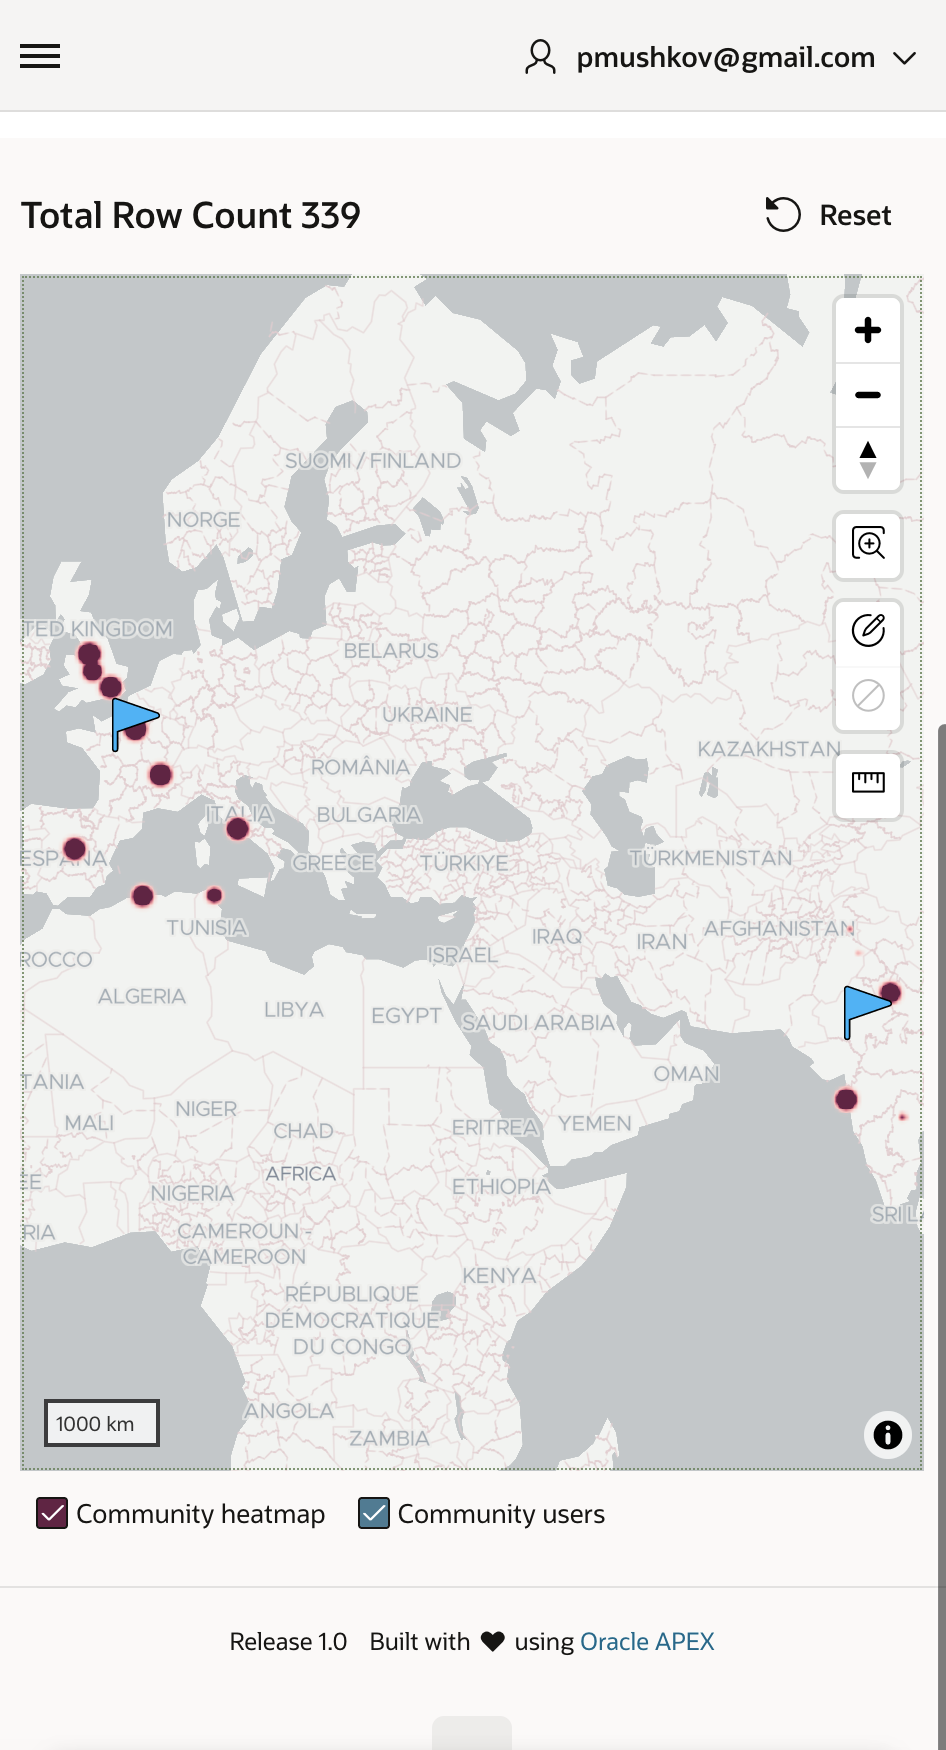 pmushkov@gmail.com
Total Row Count 339
Reset
SUOMI / FINLAND
NORGE
TED KINGDOM
BELARUS
UKRAINE
KAZAKHSTAN
ROMÂNIA
ITALIA
BULGARIA
ESPAÑA
GREECE
TÜRKIYE
TÜRKMENISTAN
TUNISIA
AFGHANISTAN
IRAQ
IRAN
ROCCO
ISRAEL
ALGERIA
LIBYA
EGYPT
SAUDI ARABIA
OMAN
TANIA
NIGER
MALI
CHAD
ERITREA
YEMEN
AFRICA
EE
NIGERIA
ETHIOPIA
SRI L
RIA
CAMEROUN -
CAMEROON
KENYA
RÉPUBLIQUE
DÉMOCRATIQUE
DU CONGO
ANGOLA
ZAMBIA
1000 km
Community heatmap
Community users
Release 1.0 Built with ♥ using Oracle APEX